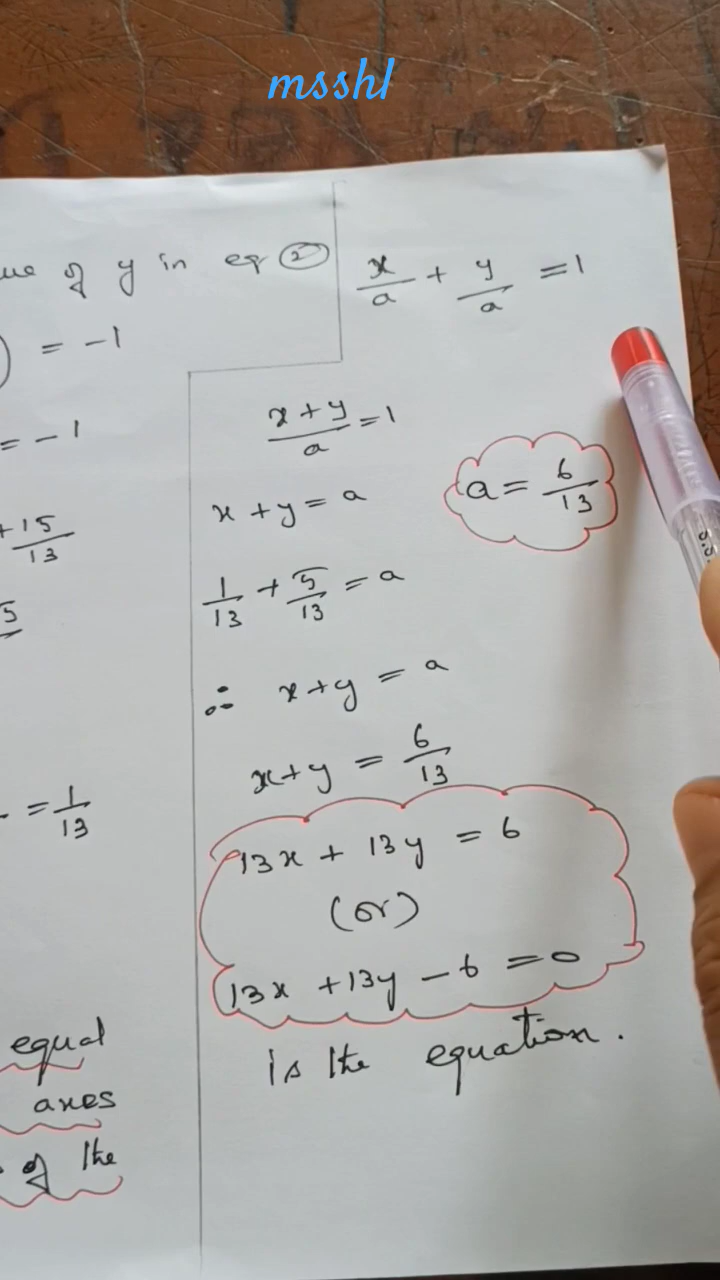 msshl
of y in eq ②
) = -1
= -1
+ 15/13
5
= 1/13
equal
axes
of the
x/a + y/a = 1
(x + y)/a = 1
x + y = a
a = 6/13
1/13 + 5/13 = a
∴ x + y = a
x + y = 6/13
13x + 13y = 6
(or)
13x + 13y - 6 = 0
is the equation.